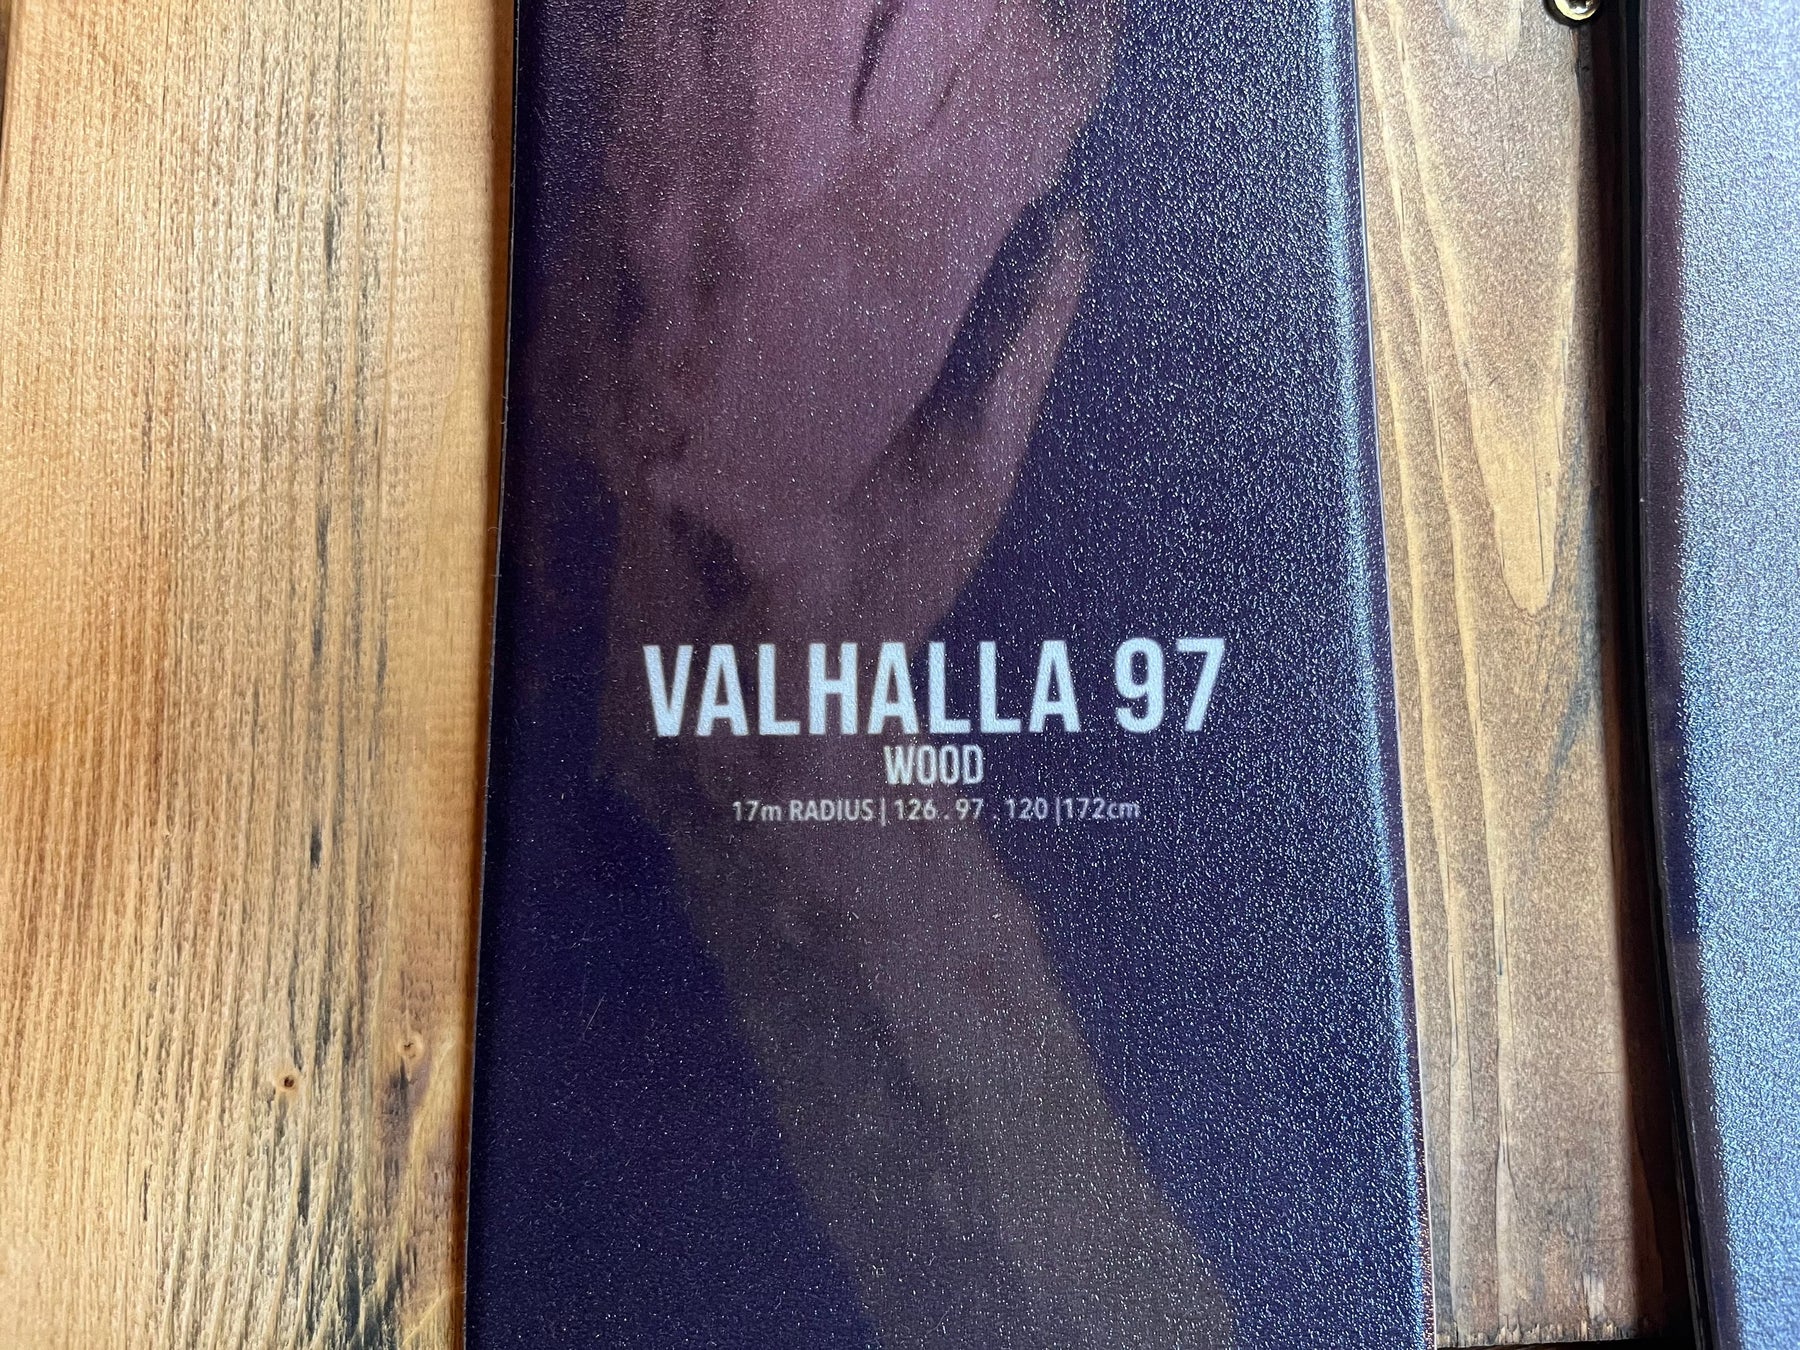 VALHALLA 97
WOOD
17m RADIUS | 126 . 97 . 120 |172cm